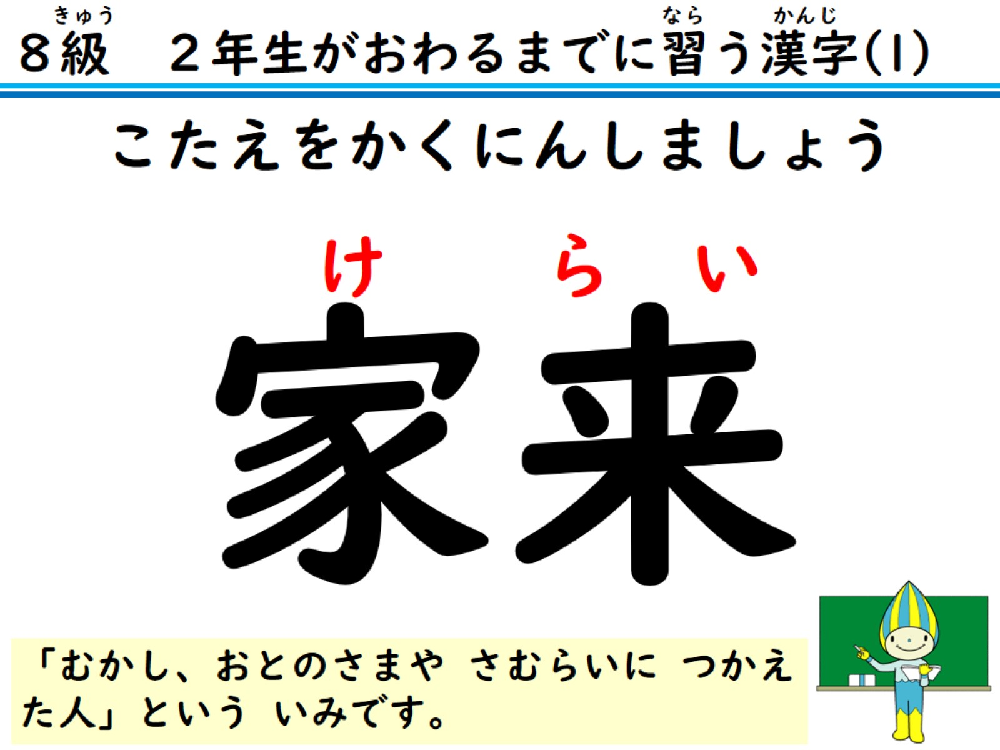 きゅう なら かんじ
８級　２年生がおわるまでに習う漢字(1)
こたえをかくにんしましょう
け らい
家来
「むかし、おとのさまや さむらいに つかえ
た人」という いみです。